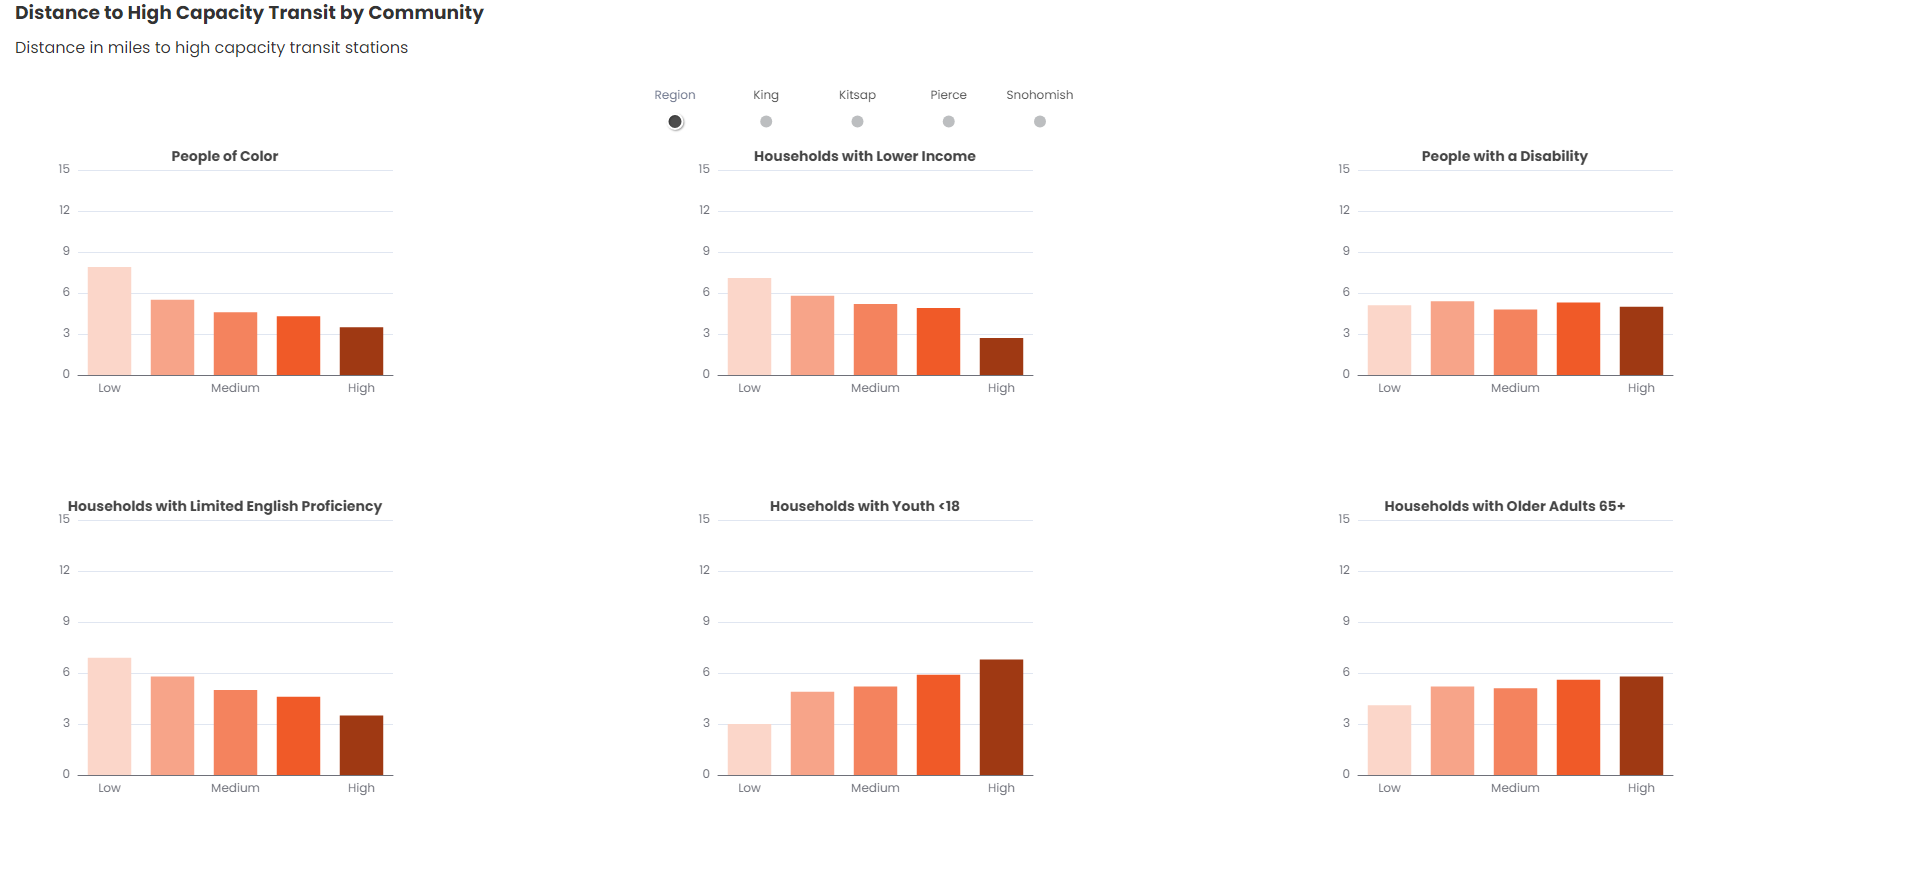 Distance to High Capacity Transit by Community
Distance in miles to high capacity transit stations
Region King Kitsap Pierce Snohomish
People of Color
15
12
9
6
3
0
Low Medium High
Households with Lower Income
15
12
9
6
3
0
Low Medium High
People with a Disability
15
12
9
6
3
0
Low Medium High
Households with Limited English Proficiency
15
12
9
6
3
0
Low Medium High
Households with Youth <18
15
12
9
6
3
0
Low Medium High
Households with Older Adults 65+
15
12
9
6
3
0
Low Medium High